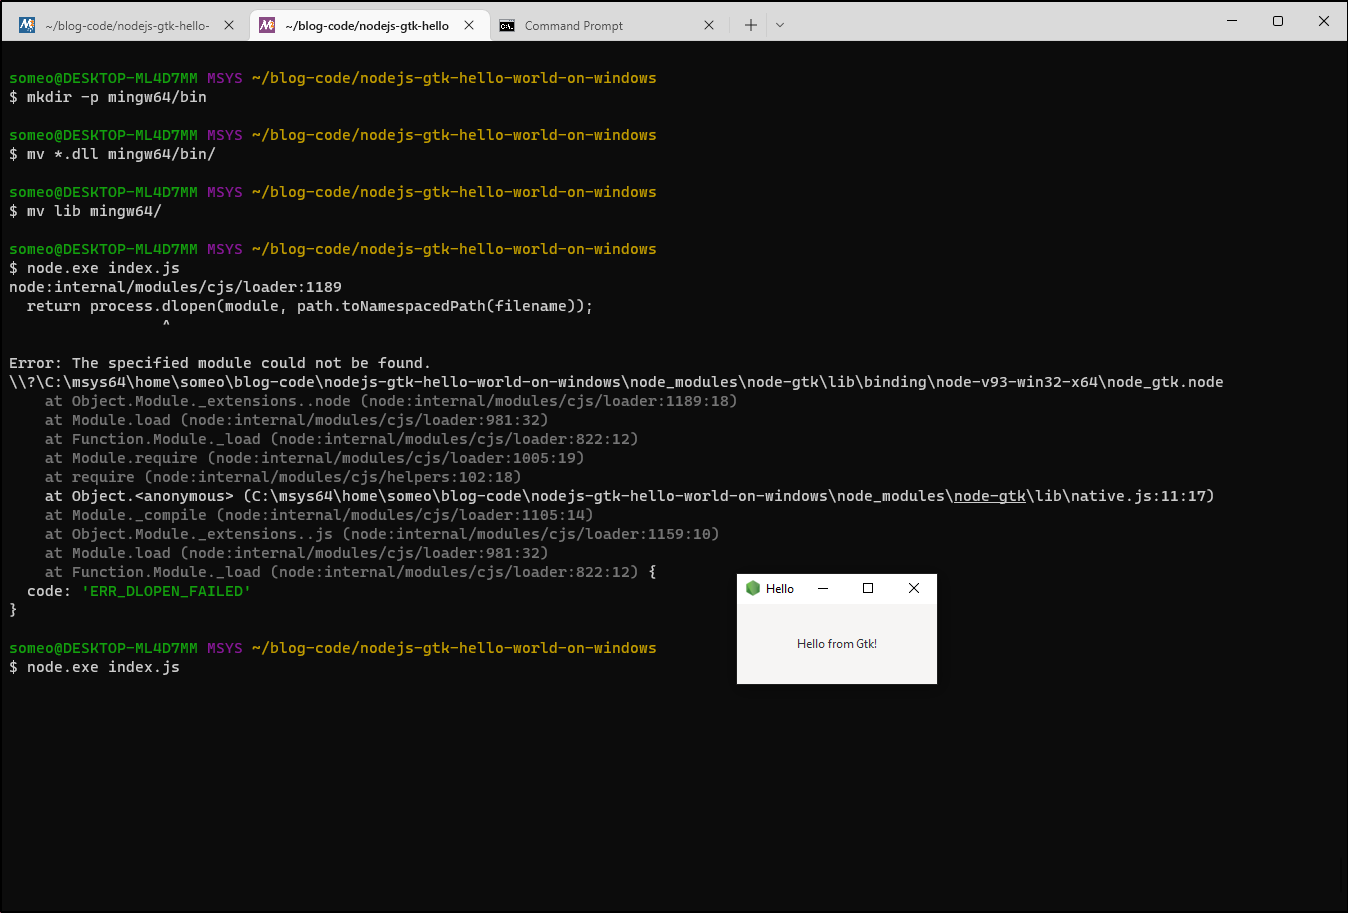 ~/blog-code/nodejs-gtk-hello-
~/blog-code/nodejs-gtk-hello
Command Prompt
someo@DESKTOP-ML4D7MM MSYS ~/blog-code/nodejs-gtk-hello-world-on-windows
$ mkdir -p mingw64/bin
someo@DESKTOP-ML4D7MM MSYS ~/blog-code/nodejs-gtk-hello-world-on-windows
$ mv *.dll mingw64/bin/
someo@DESKTOP-ML4D7MM MSYS ~/blog-code/nodejs-gtk-hello-world-on-windows
$ mv lib mingw64/
someo@DESKTOP-ML4D7MM MSYS ~/blog-code/nodejs-gtk-hello-world-on-windows
$ node.exe index.js
node:internal/modules/cjs/loader:1189
  return process.dlopen(module, path.toNamespacedPath(filename));
                 ^
Error: The specified module could not be found.
\\?\C:\msys64\home\someo\blog-code\nodejs-gtk-hello-world-on-windows\node_modules\node-gtk\lib\binding\node-v93-win32-x64\node_gtk.node
    at Object.Module._extensions..node (node:internal/modules/cjs/loader:1189:18)
    at Module.load (node:internal/modules/cjs/loader:981:32)
    at Function.Module._load (node:internal/modules/cjs/loader:822:12)
    at Module.require (node:internal/modules/cjs/loader:1005:19)
    at require (node:internal/modules/cjs/helpers:102:18)
    at Object.<anonymous> (C:\msys64\home\someo\blog-code\nodejs-gtk-hello-world-on-windows\node_modules\node-gtk\lib\native.js:11:17)
    at Module._compile (node:internal/modules/cjs/loader:1105:14)
    at Object.Module._extensions..js (node:internal/modules/cjs/loader:1159:10)
    at Module.load (node:internal/modules/cjs/loader:981:32)
    at Function.Module._load (node:internal/modules/cjs/loader:822:12) {
  code: 'ERR_DLOPEN_FAILED'
}
someo@DESKTOP-ML4D7MM MSYS ~/blog-code/nodejs-gtk-hello-world-on-windows
$ node.exe index.js
Hello
Hello from Gtk!